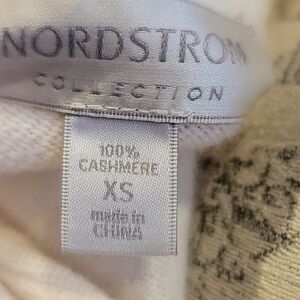 NORDSTROM
COLLECTION
100%
CASHMERE
XS
made in
CHINA